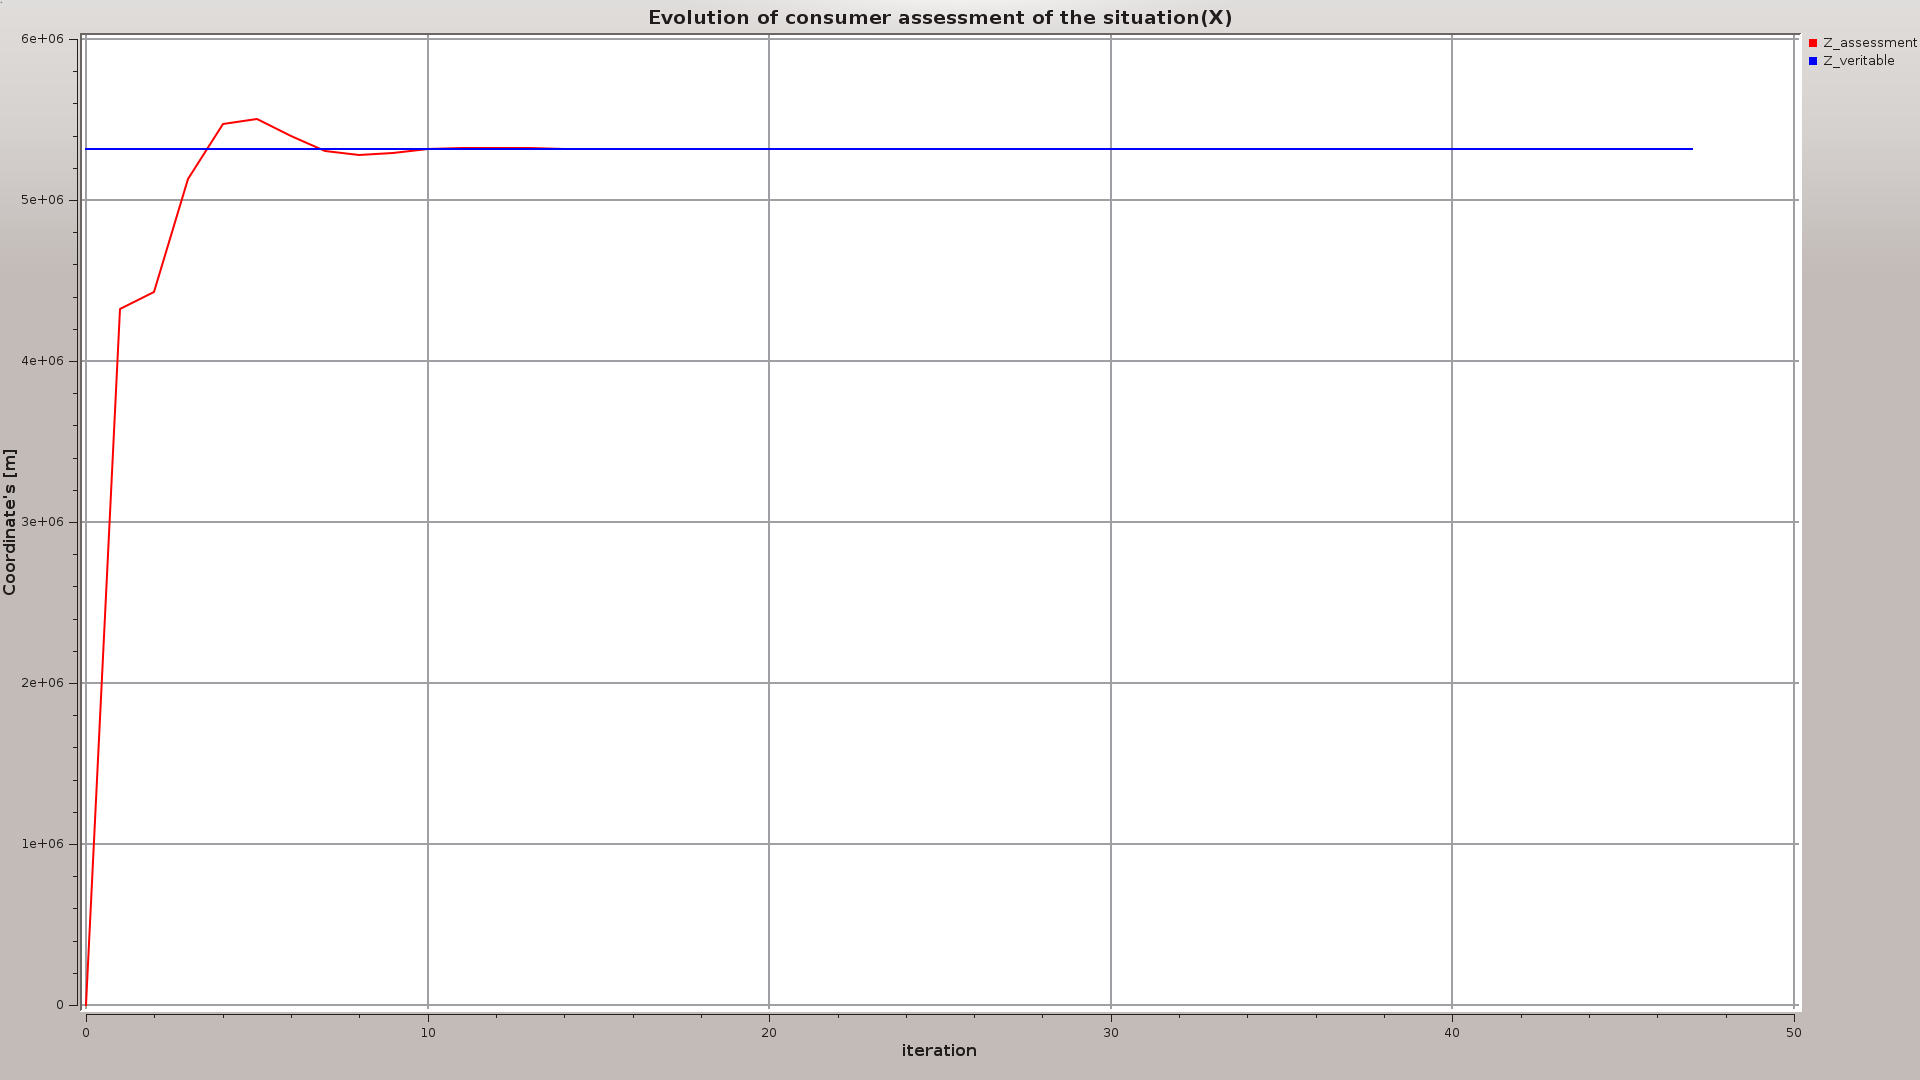 Evolution of consumer assessment of the situation(X)
Z_assessment
Z_veritable
6e+06
5e+06
4e+06
3e+06
2e+06
1e+06
0
Coordinate's [m]
0 10 20 30 40 50
iteration